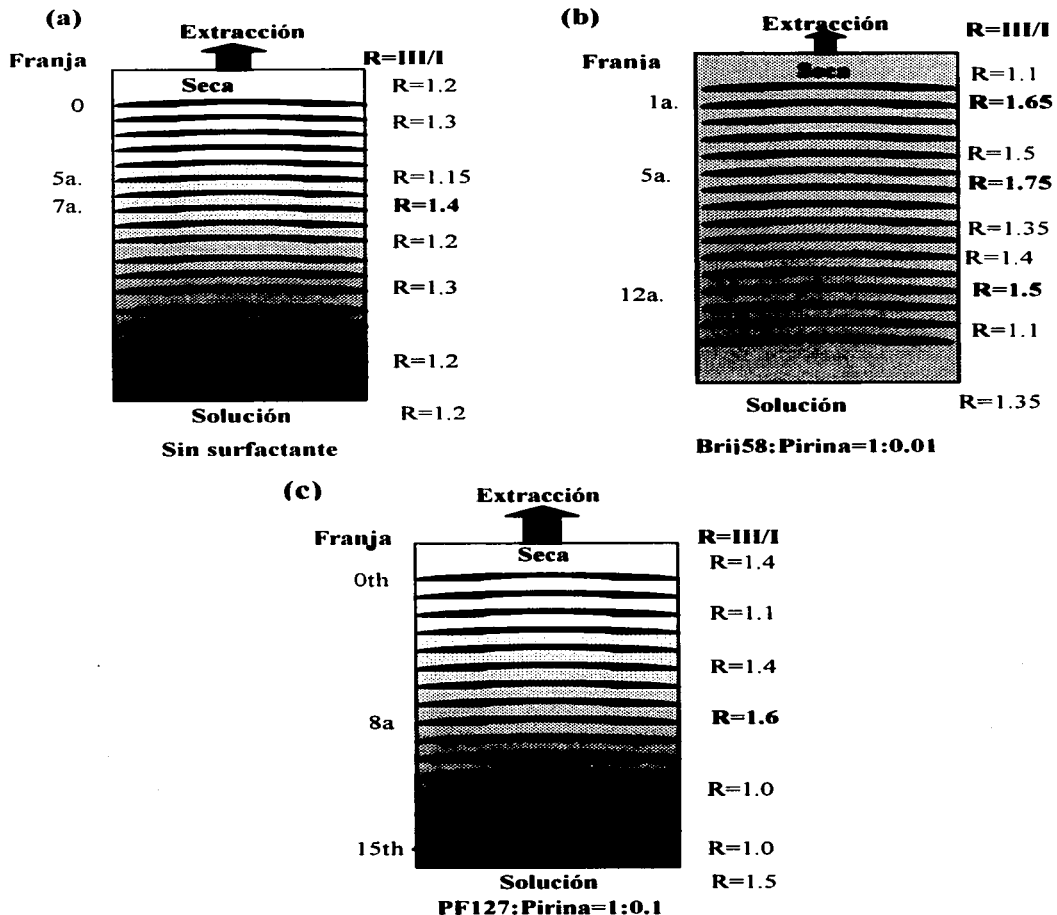 (a)
Extracción
Franja
R=III/I
Seca
R=1.2
0
R=1.3
5a.
R=1.15
7a.
R=1.4
R=1.2
R=1.3
R=1.2
Solución
R=1.2
Sin surfactante
(b)
Extracción
R=III/I
Franja
Seca
R=1.1
1a.
R=1.65
R=1.5
5a.
R=1.75
R=1.35
R=1.4
12a.
R=1.5
R=1.1
Solución
R=1.35
Brij58:Pirina=1:0.01
(c)
Extracción
Franja
R=III/I
Seca
R=1.4
0th
R=1.1
R=1.4
8a
R=1.6
R=1.0
15th
R=1.0
Solución
R=1.5
PF127:Pirina=1:0.1